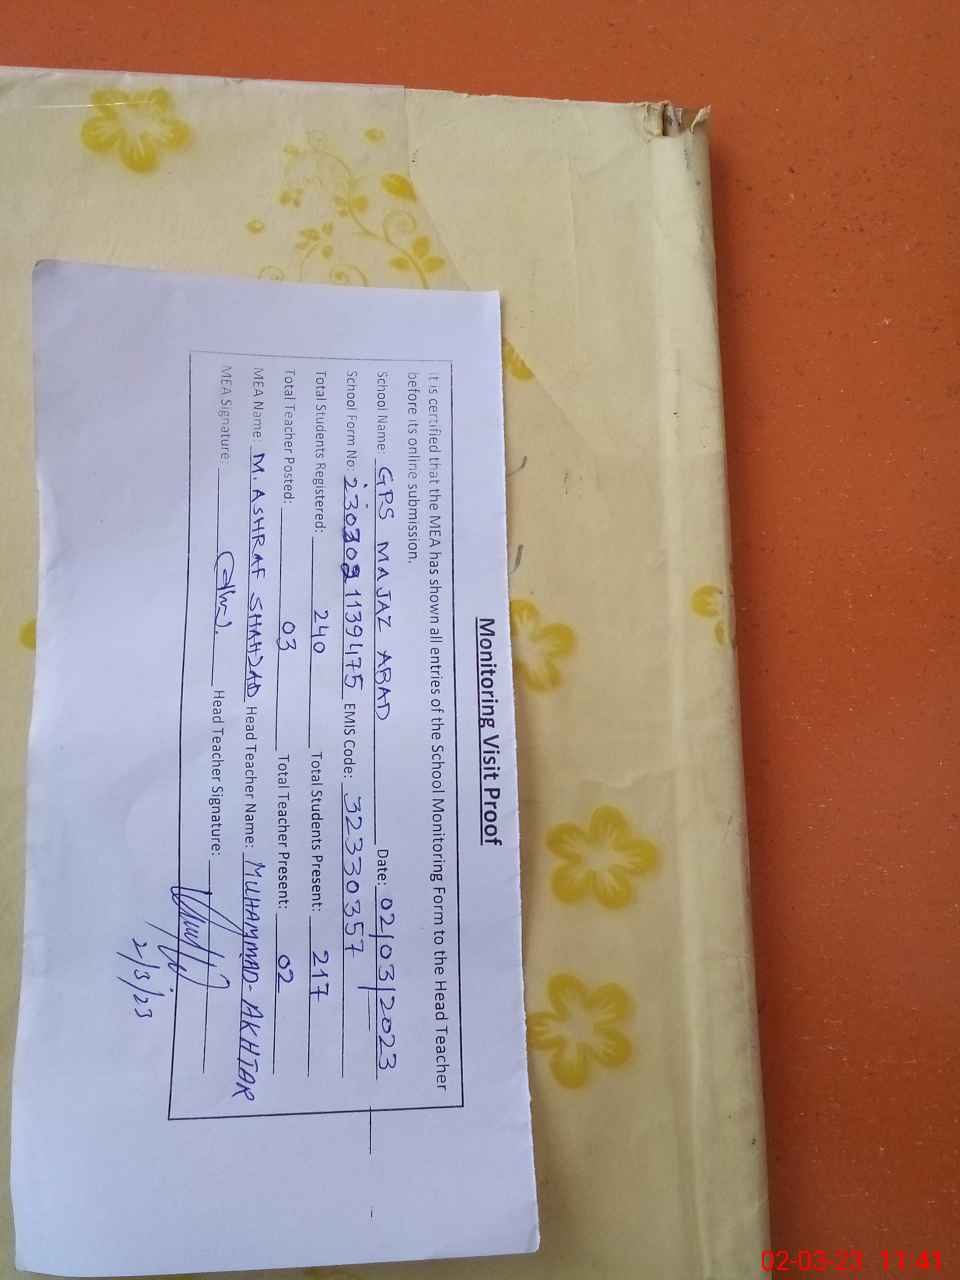 Monitoring Visit Proof
It is certified that the MEA has shown all entries of the School Monitoring Form to the Head Teacher
before its online submission.
School Name: GPS MAJAZ ABAD Date: 02/03/2023
School Form No: 2303091139475 EMIS Code: 32330357
Total Students Registered: 240 Total Students Present: 217
Total Teacher Posted: 03 Total Teacher Present: 02
MEA Name: M. ASHRAF SHAHZAD Head Teacher Name: MUHAMMAD-AKHTAR
MEA Signature: Head Teacher Signature:
2/3/23
02-03-23 11:41